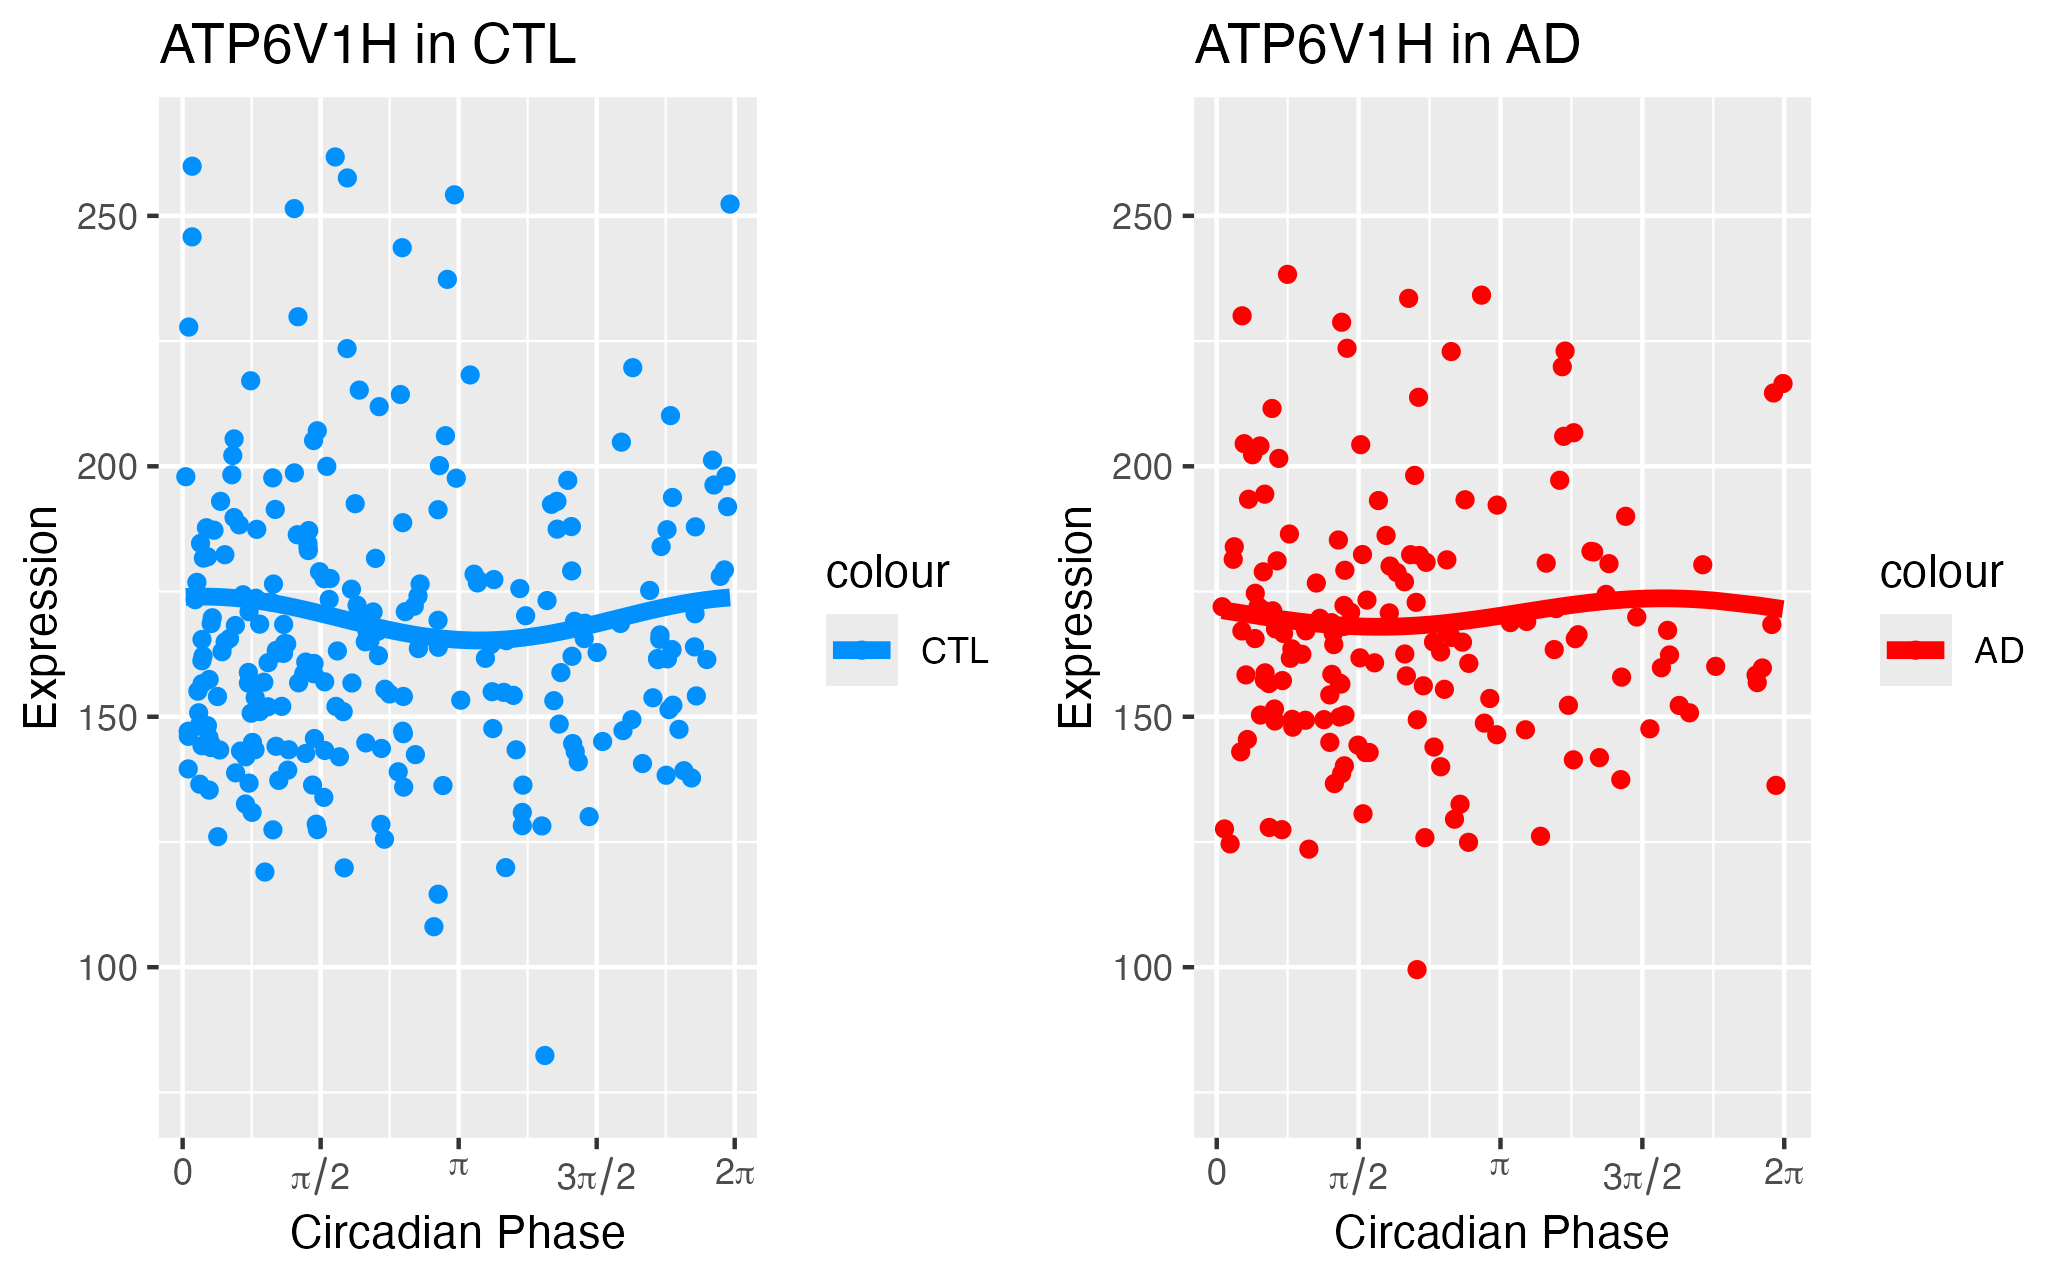 ATP6V1H in CTL
250
200
150
100
Expression
0 π/2 π 3π/2 2π
Circadian Phase
colour
CTL
ATP6V1H in AD
250
200
150
100
Expression
0 π/2 π 3π/2 2π
Circadian Phase
colour
AD